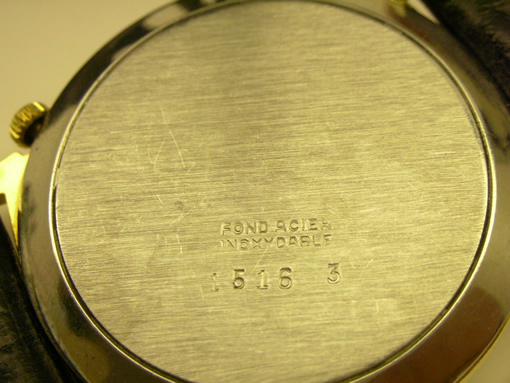 FOND ACIER
INOXYDABLE
1516 3